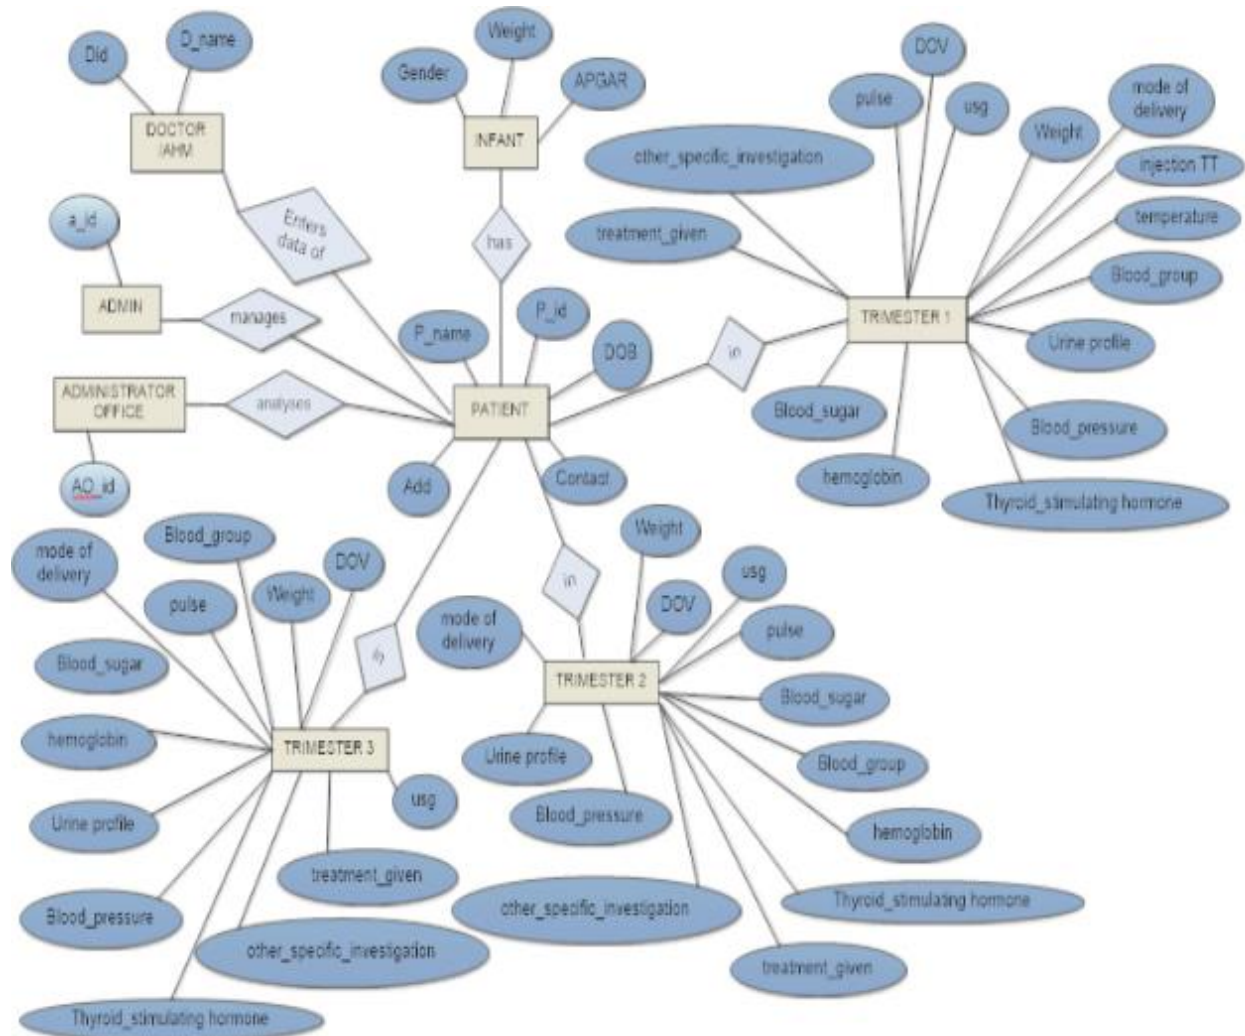 Did
D_name
DOCTOR
IAHM
Enters
data of
a_id
ADMIN
manages
ADMINISTRATOR
OFFICE
analyses
AO_id
Gender
Weight
APGAR
INFANT
has
P_name
P_id
DOB
PATIENT
Add
Contact
in
DOV
pulse
usg
Weight
mode of
delivery
other_specific_investigation
injection TT
treatment_given
temperature
Blood_group
TRIMESTER 1
Urine profile
Blood_sugar
Blood_pressure
hemoglobin
Thyroid_stimulating hormone
in
Weight
usg
DOV
mode of
delivery
pulse
TRIMESTER 2
Blood_sugar
Urine profile
Blood_group
Blood_pressure
hemoglobin
other_specific_investigation
Thyroid_stimulating hormone
treatment_given
in
mode of
delivery
Blood_group
DOV
pulse
Weight
Blood_sugar
hemoglobin
TRIMESTER 3
usg
Urine profile
treatment_given
Blood_pressure
other_specific_investigation
Thyroid_stimulating hormone